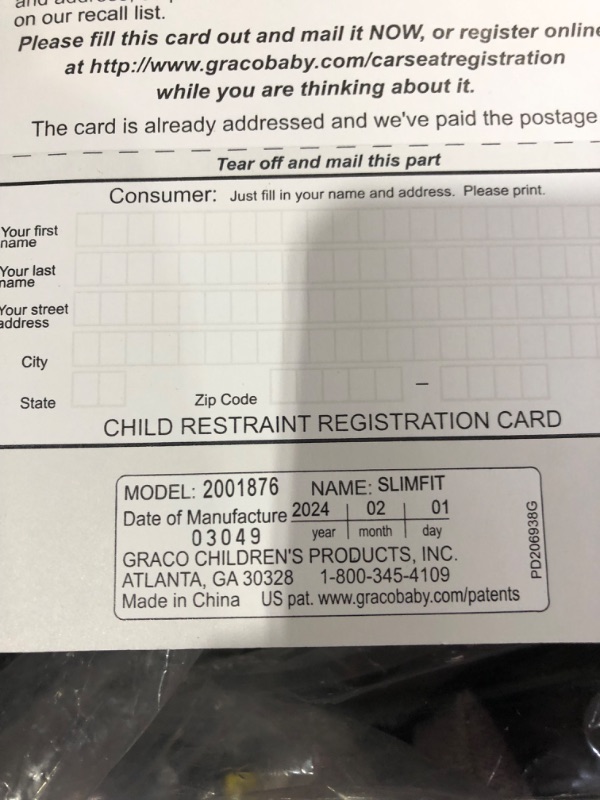 on our recall list.
Please fill this card out and mail it NOW, or register online
at http://www.gracobaby.com/carseatregistration
while you are thinking about it.
The card is already addressed and we've paid the postage
Tear off and mail this part
Consumer: Just fill in your name and address. Please print.
Your first
name
Your last
name
Your street
address
City
State Zip Code –
CHILD RESTRAINT REGISTRATION CARD
MODEL: 2001876 NAME: SLIMFIT
Date of Manufacture 2024 02 01
03049 year month day
GRACO CHILDREN'S PRODUCTS, INC.
ATLANTA, GA 30328 1-800-345-4109
Made in China US pat. www.gracobaby.com/patents
PD206938G